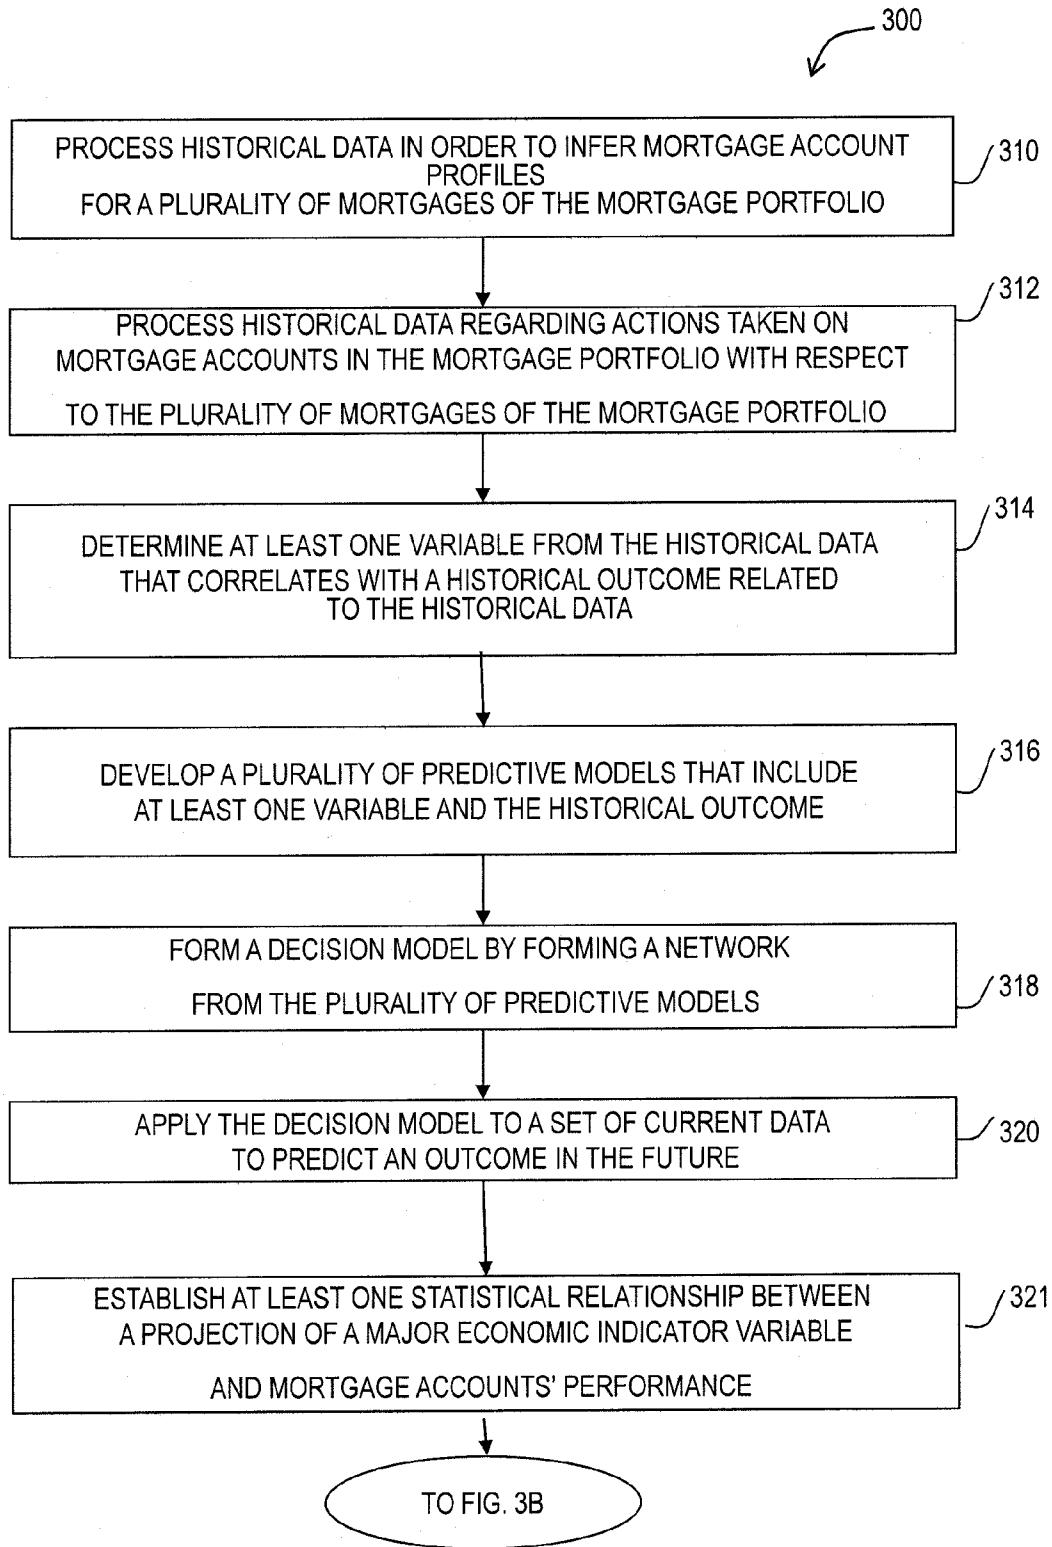 300
PROCESS HISTORICAL DATA IN ORDER TO INFER MORTGAGE ACCOUNT
PROFILES
FOR A PLURALITY OF MORTGAGES OF THE MORTGAGE PORTFOLIO
310
PROCESS HISTORICAL DATA REGARDING ACTIONS TAKEN ON
MORTGAGE ACCOUNTS IN THE MORTGAGE PORTFOLIO WITH RESPECT
TO THE PLURALITY OF MORTGAGES OF THE MORTGAGE PORTFOLIO
312
DETERMINE AT LEAST ONE VARIABLE FROM THE HISTORICAL DATA
THAT CORRELATES WITH A HISTORICAL OUTCOME RELATED
TO THE HISTORICAL DATA
314
DEVELOP A PLURALITY OF PREDICTIVE MODELS THAT INCLUDE
AT LEAST ONE VARIABLE AND THE HISTORICAL OUTCOME
316
FORM A DECISION MODEL BY FORMING A NETWORK
FROM THE PLURALITY OF PREDICTIVE MODELS
318
APPLY THE DECISION MODEL TO A SET OF CURRENT DATA
TO PREDICT AN OUTCOME IN THE FUTURE
320
ESTABLISH AT LEAST ONE STATISTICAL RELATIONSHIP BETWEEN
A PROJECTION OF A MAJOR ECONOMIC INDICATOR VARIABLE
AND MORTGAGE ACCOUNTS' PERFORMANCE
321
TO FIG. 3B